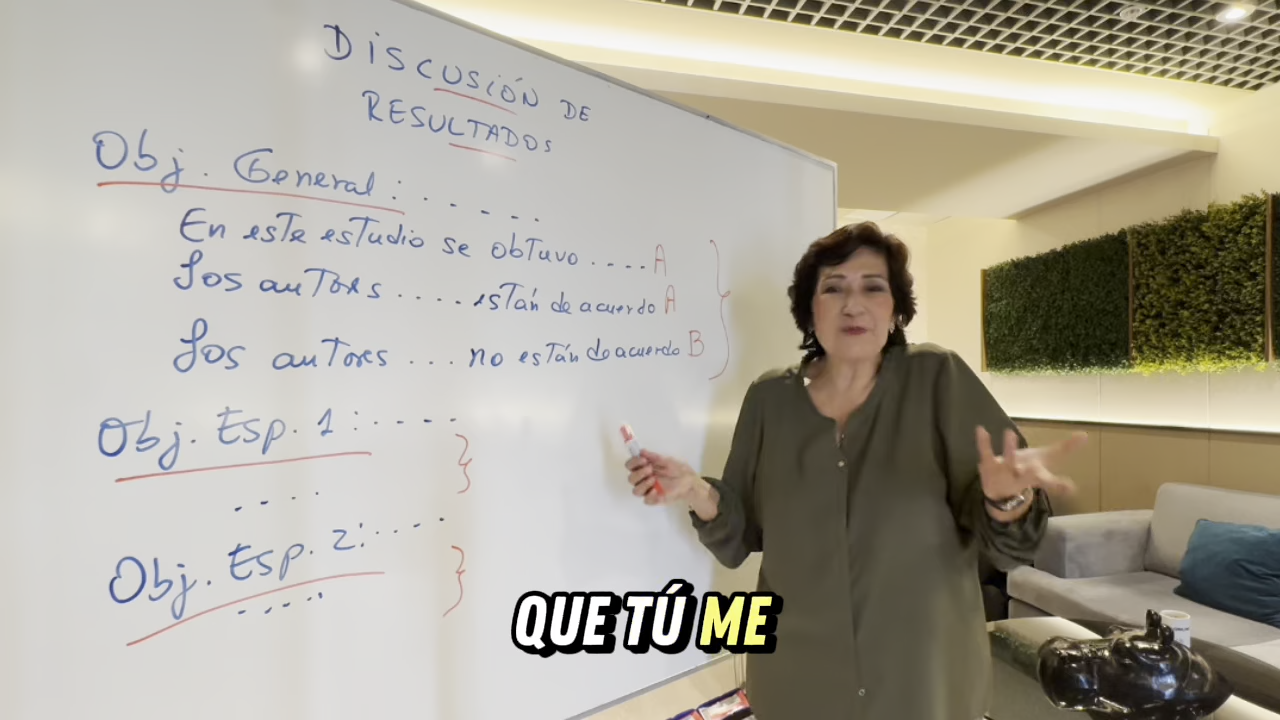 DISCUSIÓN DE
RESULTADOS
Obj. General : . . . . . .
En este estudio se obtuvo .... A
Los autores .... están de acuerdo A
Los autores ... no están de acuerdo B
Obj. Esp. 1 : . . . . .
. . . .
Obj. Esp. 2: . . . . .
. . . . .
QUE TÚ ME